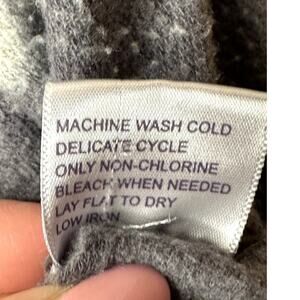 MACHINE WASH COLD
DELICATE CYCLE
ONLY NON-CHLORINE
BLEACH WHEN NEEDED
LAY FLAT TO DRY
LOW IRON